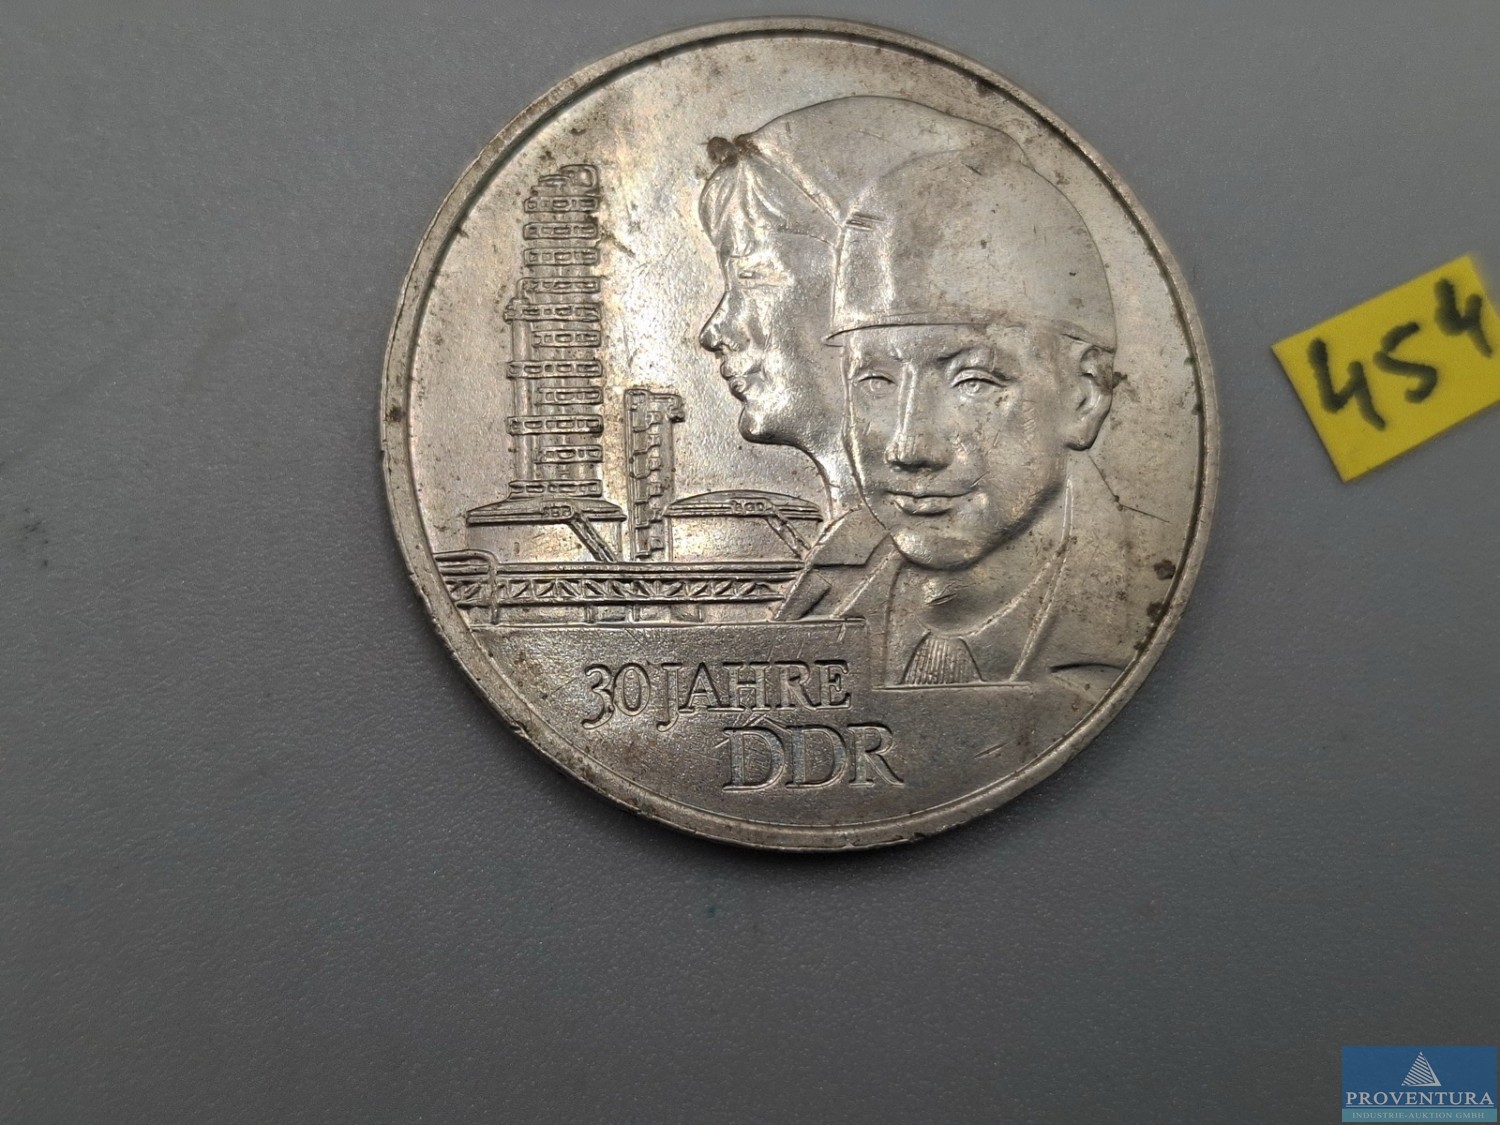 30 JAHRE
DDR
454
PROVENTURA
INDUSTRIE-AUKTION GMBH